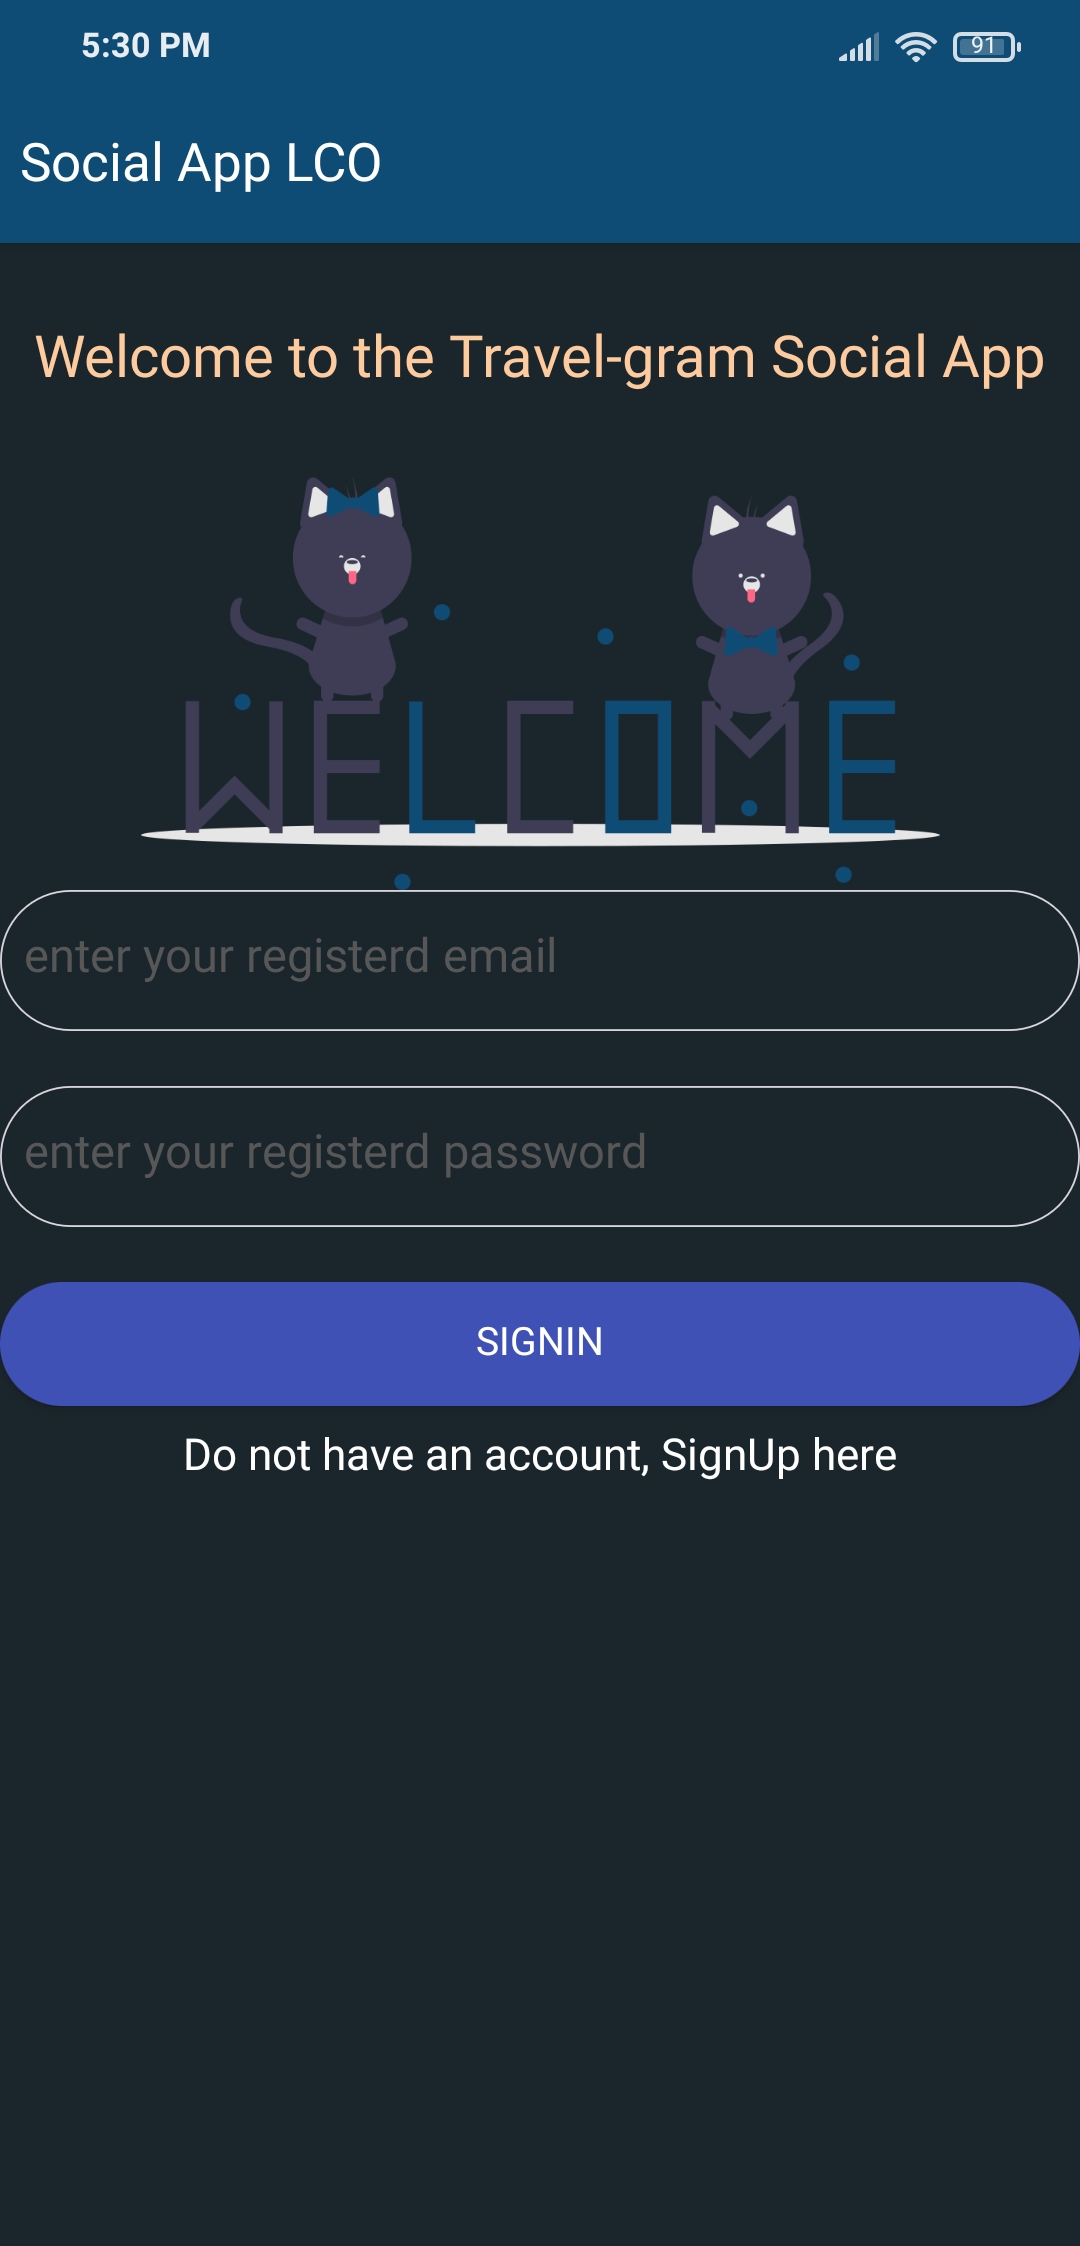 5:30 PM
91
Social App LCO
Welcome to the Travel-gram Social App
WELCOME
enter your registerd email
enter your registerd password
SIGNIN
Do not have an account, SignUp here